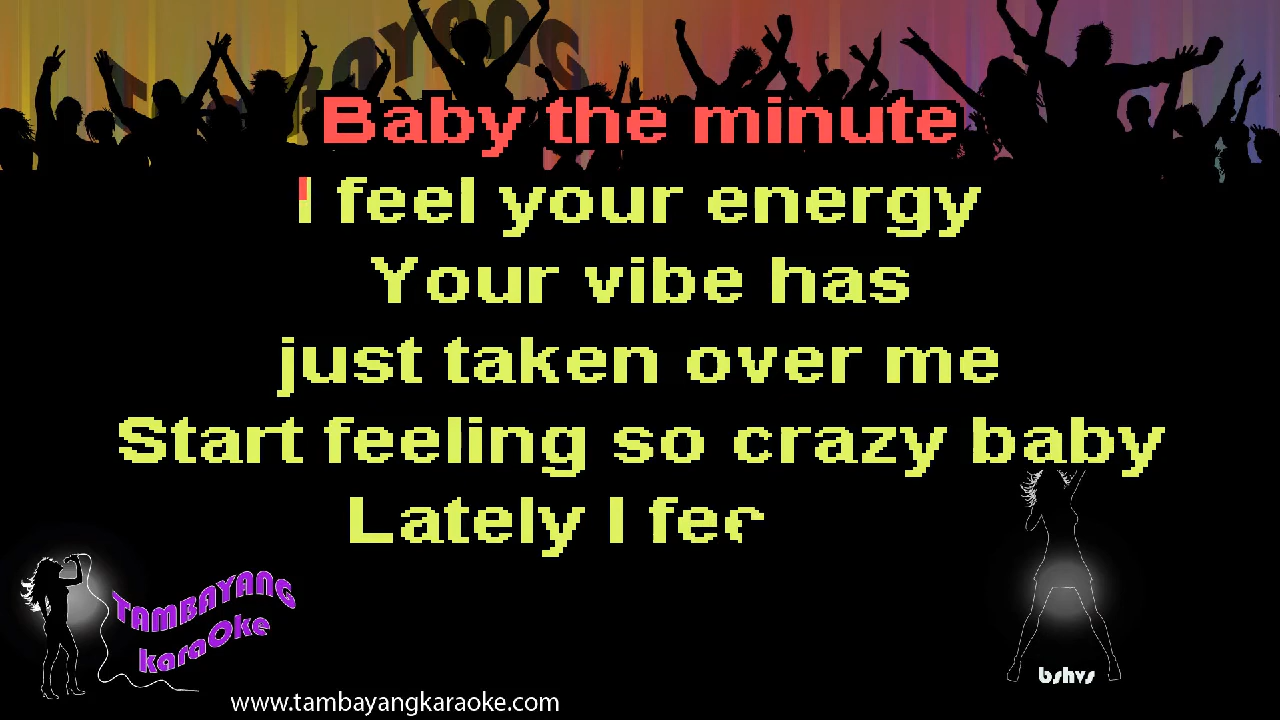 TAMBAYANG
Baby the minute
I feel your energy
Your vibe has
just taken over me
Start feeling so crazy baby
Lately I
TAMBAYANG
karaOke
bshvs
www.tambayangkaraoke.com